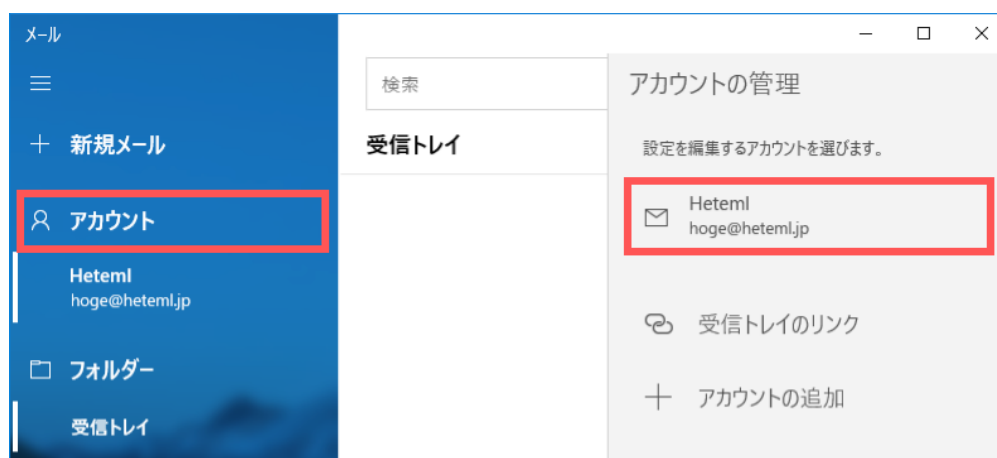 メール
新規メール
アカウント
Heteml
hoge@heteml.jp
フォルダー
受信トレイ
検索
受信トレイ
アカウントの管理
設定を編集するアカウントを選びます。
Heteml
hoge@heteml.jp
受信トレイのリンク
アカウントの追加